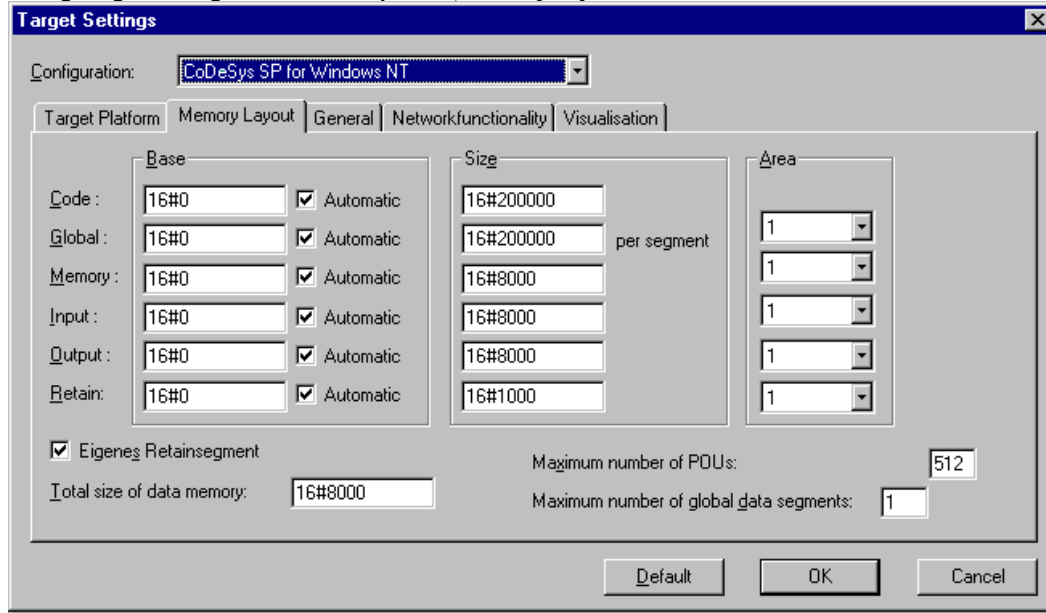 Target Settings
Configuration: CoDeSys SP for Windows NT
Target Platform Memory Layout General Networkfunctionality Visualisation
Base Size Area
Code : 16#0 Automatic 16#200000
Global : 16#0 Automatic 16#200000 per segment 1
Memory : 16#0 Automatic 16#8000 1
Input : 16#0 Automatic 16#8000 1
Output : 16#0 Automatic 16#8000 1
Retain: 16#0 Automatic 16#1000 1
Eigenes Retainsegment
Maximum number of POUs: 512
Total size of data memory: 16#8000
Maximum number of global data segments: 1
Default OK Cancel